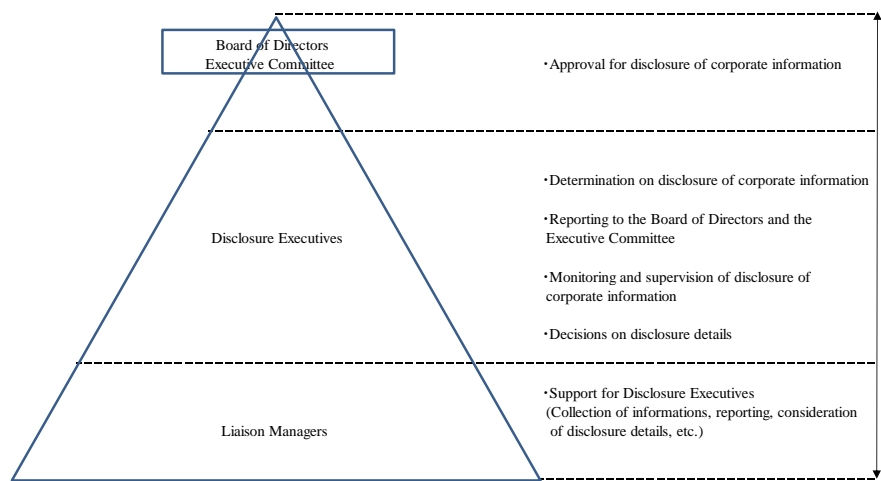 Board of Directors
Executive Committee
・Approval for disclosure of corporate information
Disclosure Executives
・Determination on disclosure of corporate information
・Reporting to the Board of Directors and the
Executive Committee
・Monitoring and supervision of disclosure of
corporate information
・Decisions on disclosure details
Liaison Managers
・Support for Disclosure Executives
(Collection of informations, reporting, consideration
of disclosure details, etc.)